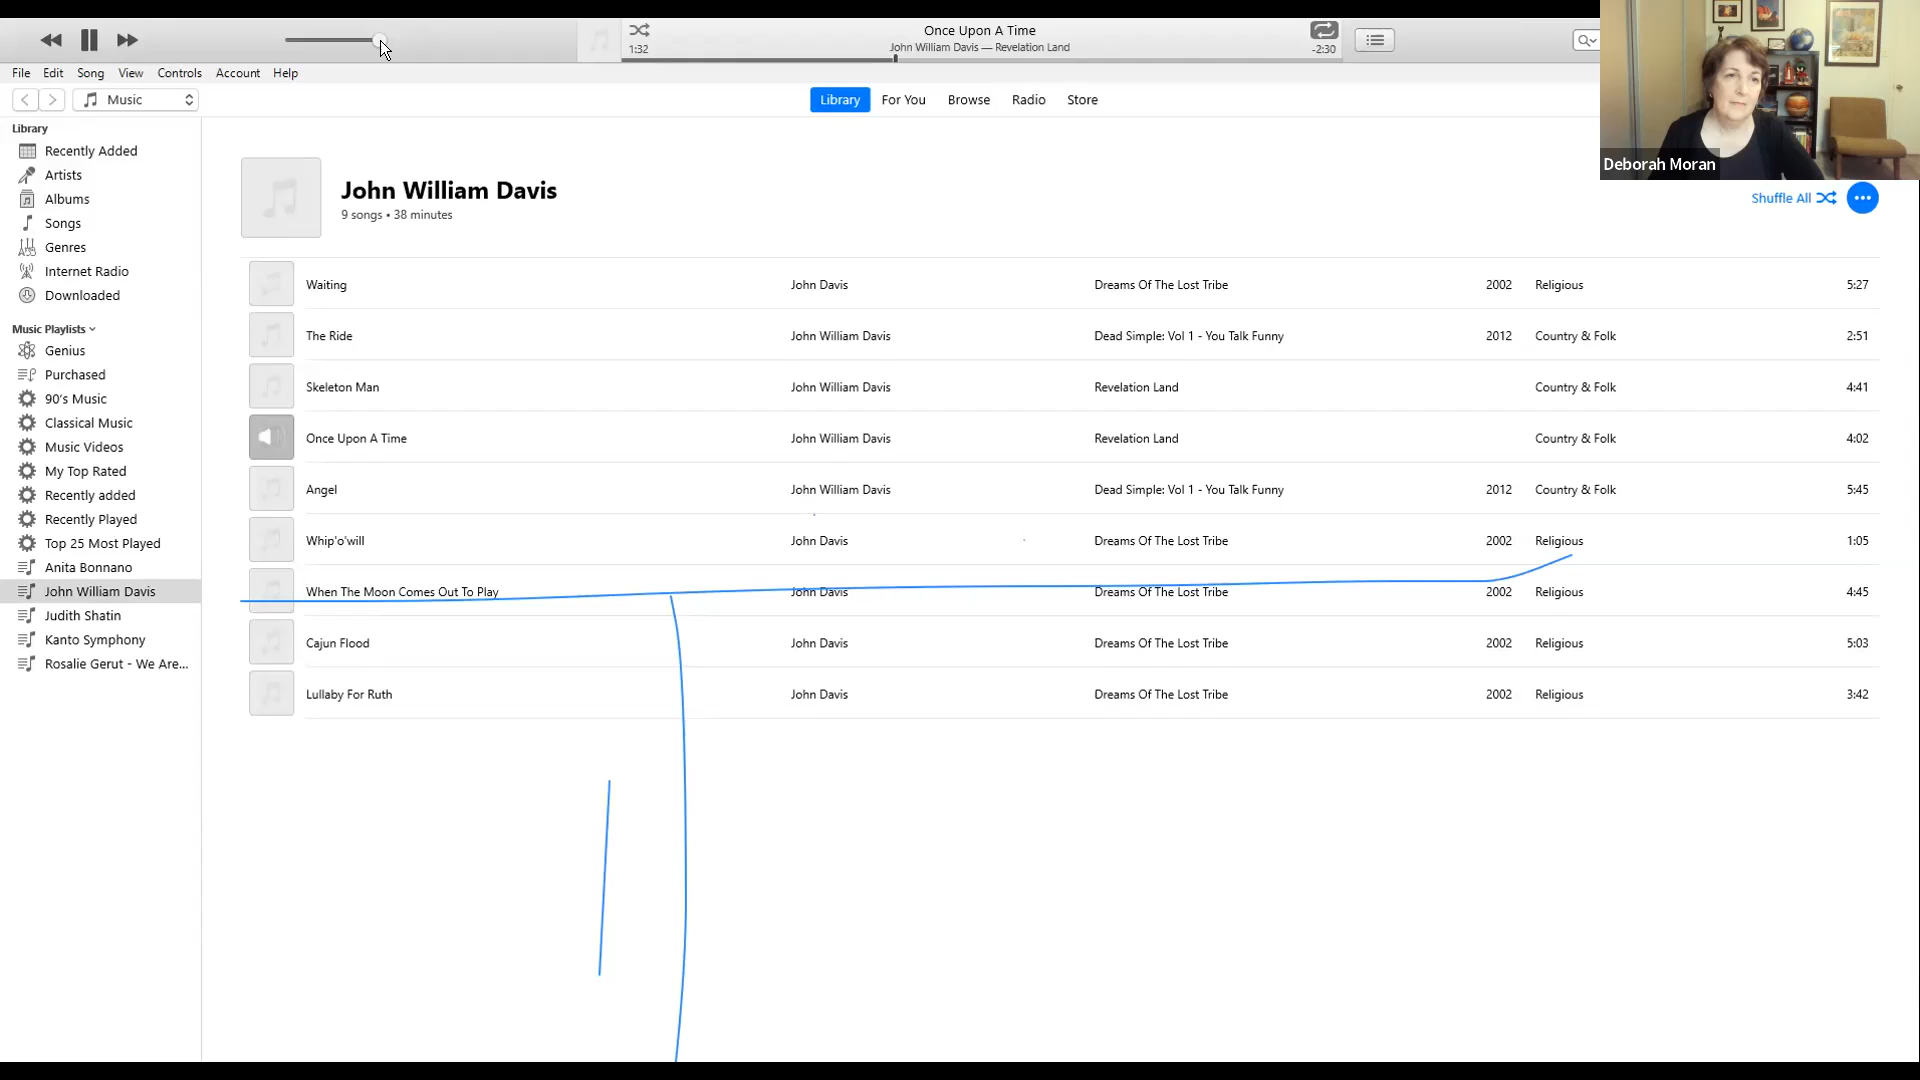 Once Upon A Time
John William Davis — Revelation Land
1:32
-2:30
File Edit Song View Controls Account Help
Music
Library For You Browse Radio Store
Deborah Moran
Library
Recently Added
Artists
Albums
Songs
Genres
Internet Radio
Downloaded
Music Playlists
Genius
Purchased
90's Music
Classical Music
Music Videos
My Top Rated
Recently added
Recently Played
Top 25 Most Played
Anita Bonnano
John William Davis
Judith Shatin
Kanto Symphony
Rosalie Gerut - We Are...
John William Davis
9 songs • 38 minutes
Shuffle All
Waiting John Davis Dreams Of The Lost Tribe 2002 Religious 5:27
The Ride John William Davis Dead Simple: Vol 1 - You Talk Funny 2012 Country & Folk 2:51
Skeleton Man John William Davis Revelation Land Country & Folk 4:41
Once Upon A Time John William Davis Revelation Land Country & Folk 4:02
Angel John William Davis Dead Simple: Vol 1 - You Talk Funny 2012 Country & Folk 5:45
Whip'o'will John Davis Dreams Of The Lost Tribe 2002 Religious 1:05
When The Moon Comes Out To Play John Davis Dreams Of The Lost Tribe 2002 Religious 4:45
Cajun Flood John Davis Dreams Of The Lost Tribe 2002 Religious 5:03
Lullaby For Ruth John Davis Dreams Of The Lost Tribe 2002 Religious 3:42